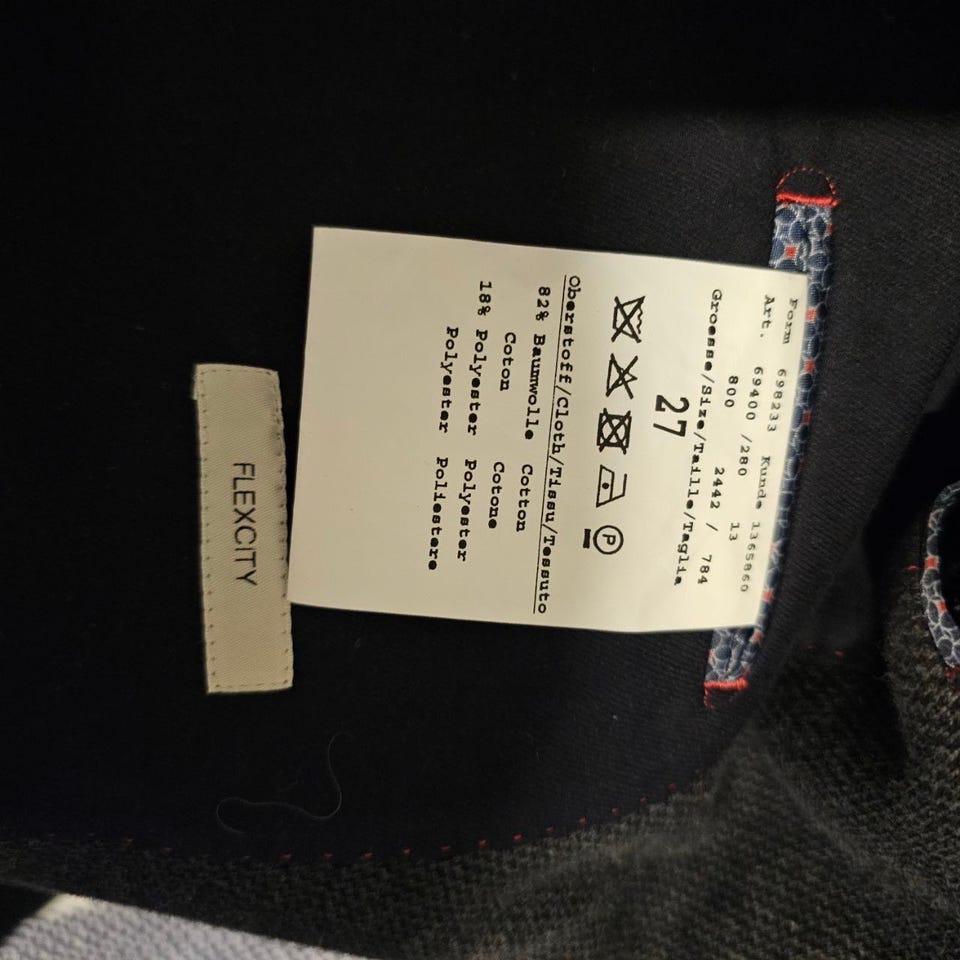 Form 698233 Kunde 1365860
Art. 69400 /280 13
800 2442 / 784
Groesse/Size/Taille/Taglia
27
P
Oberstoff/Cloth/Tissu/Tessuto
82% Baumwolle Cotton
Coton Cotone
18% Polyester Polyester
Polyester Poliestere
FLEXCITY